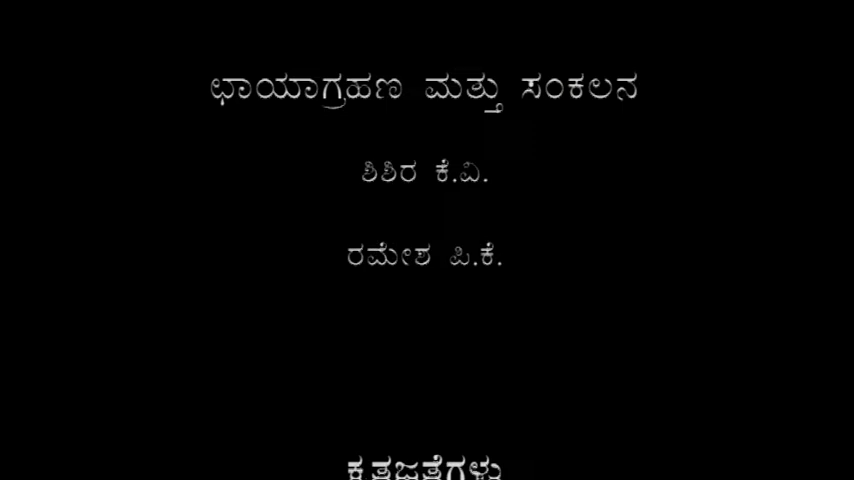 ಛಾಯಾಗ್ರಹಣ ಮತ್ತು ಸಂಕಲನ
ಶಿಶಿರ ಕೆ.ವಿ.
ರಮೇಶ ಪಿ.ಕೆ.
ಕೃತಜ್ಞತೆಗಳು